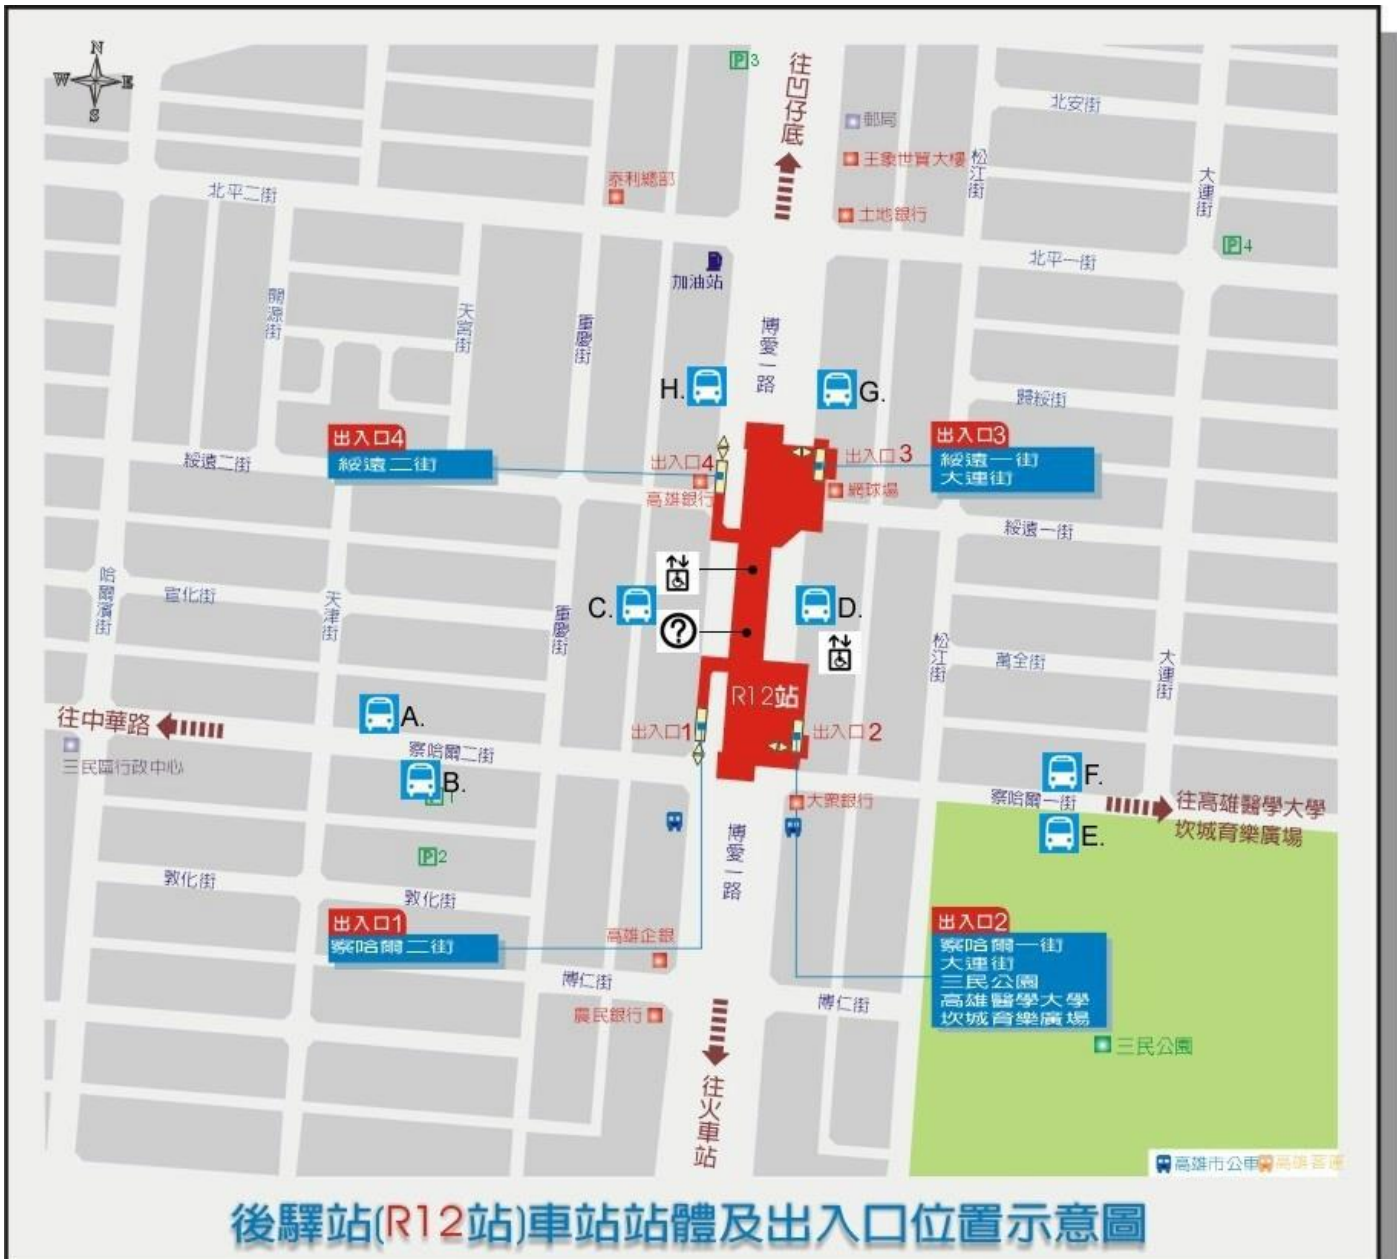 N
W E
S
P3
往凹仔底
郵局
王象世貿大樓
土地銀行
北安街
松江街
大連街
P4
泰利總部
北平二街
北平一街
加油站
開源街
天宮街
重慶街
博愛一路
H.
G.
歸綏街
出入口4
綏遠二街
綏遠二街
出入口4
高雄銀行
出入口3
網球場
出入口3
綏遠一街
大連街
綏遠一街
哈爾濱街
宣化街
天津街
重慶街
C.
?
D.
松江街
萬全街
大連街
R12站
往中華路
三民區行政中心
A.
察哈爾二街
B.
1
出入口1
出入口2
大眾銀行
F.
察哈爾一街
E.
往高雄醫學大學
坎城育樂廣場
P2
敦化街
敦化街
博愛一路
出入口1
察哈爾二街
高雄企銀
博仁街
農民銀行
博仁街
出入口2
察哈爾一街
大連街
三民公園
高雄醫學大學
坎城育樂廣場
三民公園
往火車站
高雄市公車 高雄客運
後驛站(R12站)車站站體及出入口位置示意圖